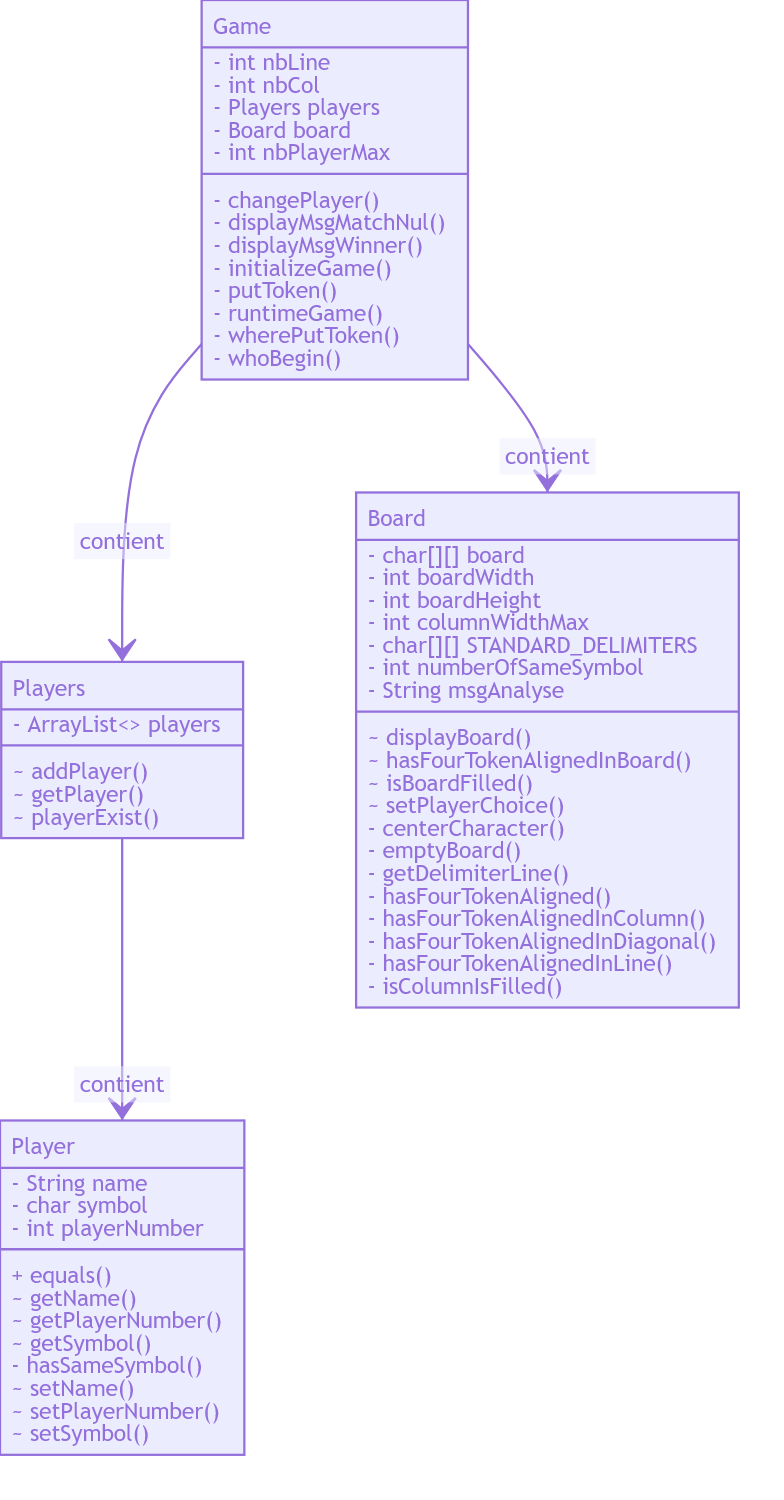 Game
- int nbLine
- int nbCol
- Players players
- Board board
- int nbPlayerMax
- changePlayer()
- displayMsgMatchNul()
- displayMsgWinner()
- initializeGame()
- putToken()
- runtimeGame()
- wherePutToken()
- whoBegin()
contient
contient
Board
- char[][] board
- int boardWidth
- int boardHeight
- int columnWidthMax
- char[][] STANDARD_DELIMITERS
- int numberOfSameSymbol
- String msgAnalyse
~ displayBoard()
~ hasFourTokenAlignedInBoard()
~ isBoardFilled()
~ setPlayerChoice()
- centerCharacter()
- emptyBoard()
- getDelimiterLine()
- hasFourTokenAligned()
- hasFourTokenAlignedInColumn()
- hasFourTokenAlignedInDiagonal()
- hasFourTokenAlignedInLine()
- isColumnIsFilled()
Players
- ArrayList<> players
~ addPlayer()
~ getPlayer()
~ playerExist()
contient
Player
- String name
- char symbol
- int playerNumber
+ equals()
~ getName()
~ getPlayerNumber()
~ getSymbol()
- hasSameSymbol()
~ setName()
~ setPlayerNumber()
~ setSymbol()